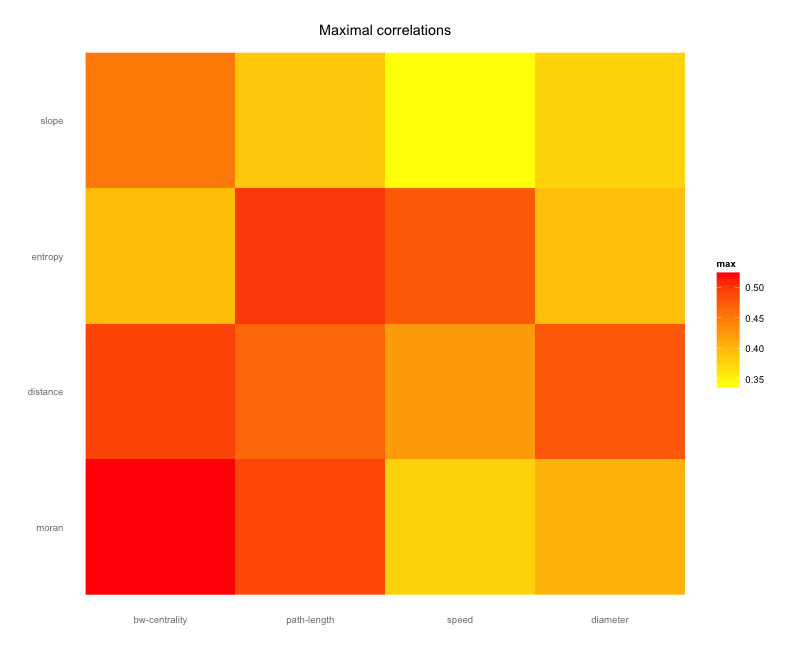 Maximal correlations
slope
entropy
distance
moran
bw-centrality
path-length
speed
diameter
max
0.50
0.45
0.40
0.35